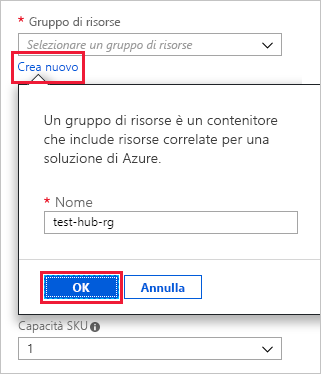 * Gruppo di risorse
Selezionare un gruppo di risorse
Crea nuovo
Un gruppo di risorse è un contenitore
che include risorse correlate per una
soluzione di Azure.
* Nome
test-hub-rg
OK Annulla
Capacità SKU
1